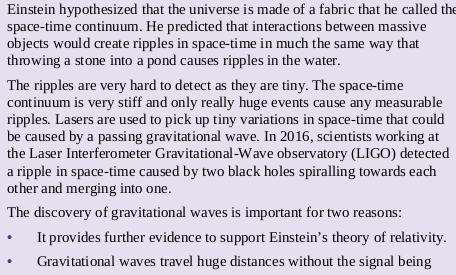 Einstein hypothesized that the universe is made of a fabric that he called the
space-time continuum. He predicted that interactions between massive
objects would create ripples in space-time in much the same way that
throwing a stone into a pond causes ripples in the water.
The ripples are very hard to detect as they are tiny. The space-time
continuum is very stiff and only really huge events cause any measurable
ripples. Lasers are used to pick up tiny variations in space-time that could
be caused by a passing gravitational wave. In 2016, scientists working at
the Laser Interferometer Gravitational-Wave observatory (LIGO) detected
a ripple in space-time caused by two black holes spiralling towards each
other and merging into one.
The discovery of gravitational waves is important for two reasons:
• It provides further evidence to support Einstein's theory of relativity.
• Gravitational waves travel huge distances without the signal being